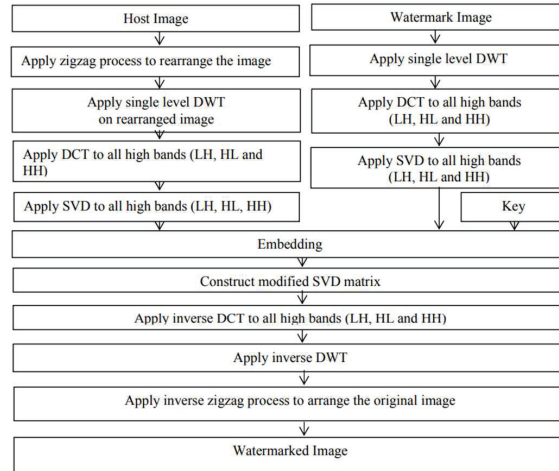 Host Image
Apply zigzag process to rearrange the image
Apply single level DWT
on rearranged image
Apply DCT to all high bands (LH, HL and
HH)
Apply SVD to all high bands (LH, HL, HH)
Watermark Image
Apply single level DWT
Apply DCT to all high bands
(LH, HL and HH)
Apply SVD to all high bands
(LH, HL and HH)
Key
Embedding
Construct modified SVD matrix
Apply inverse DCT to all high bands (LH, HL and HH)
Apply inverse DWT
Apply inverse zigzag process to arrange the original image
Watermarked Image